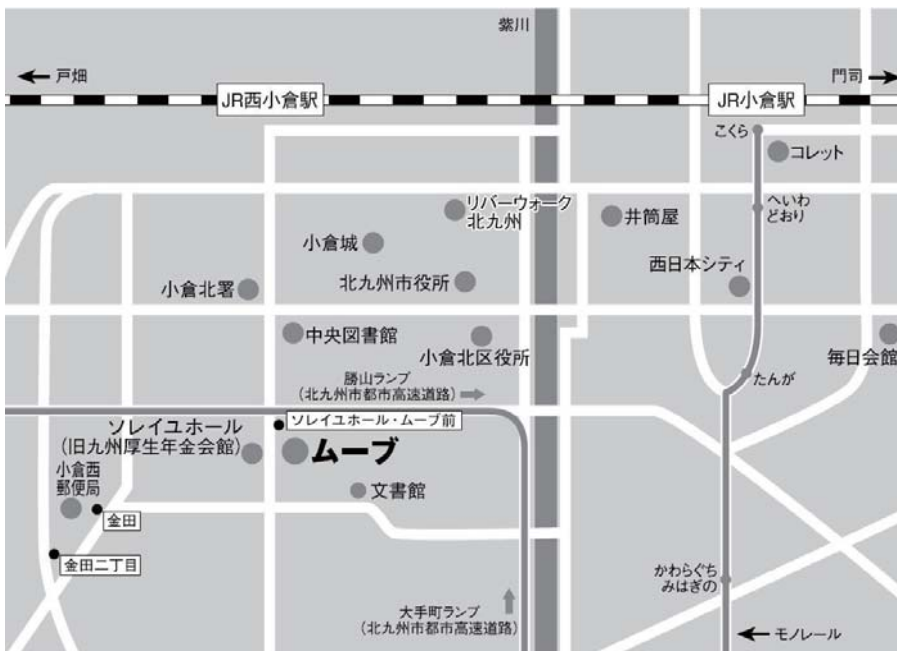 紫川
← 戸畑
門司 →
JR西小倉駅
JR小倉駅
こくら
コレット
リバーウォーク
北九州
井筒屋
へいわ
どおり
小倉城
西日本シティ
小倉北署
北九州市役所
中央図書館
小倉北区役所
毎日会館
勝山ランプ
(北九州市都市高速道路)→
たんが
ソレイユホール
(旧九州厚生年金会館)
ソレイユホール・ムーブ前
ムーブ
小倉西
郵便局
文書館
金田
金田二丁目
かわらぐち
みはぎの
大手町ランプ
(北九州市都市高速道路)
← モノレール